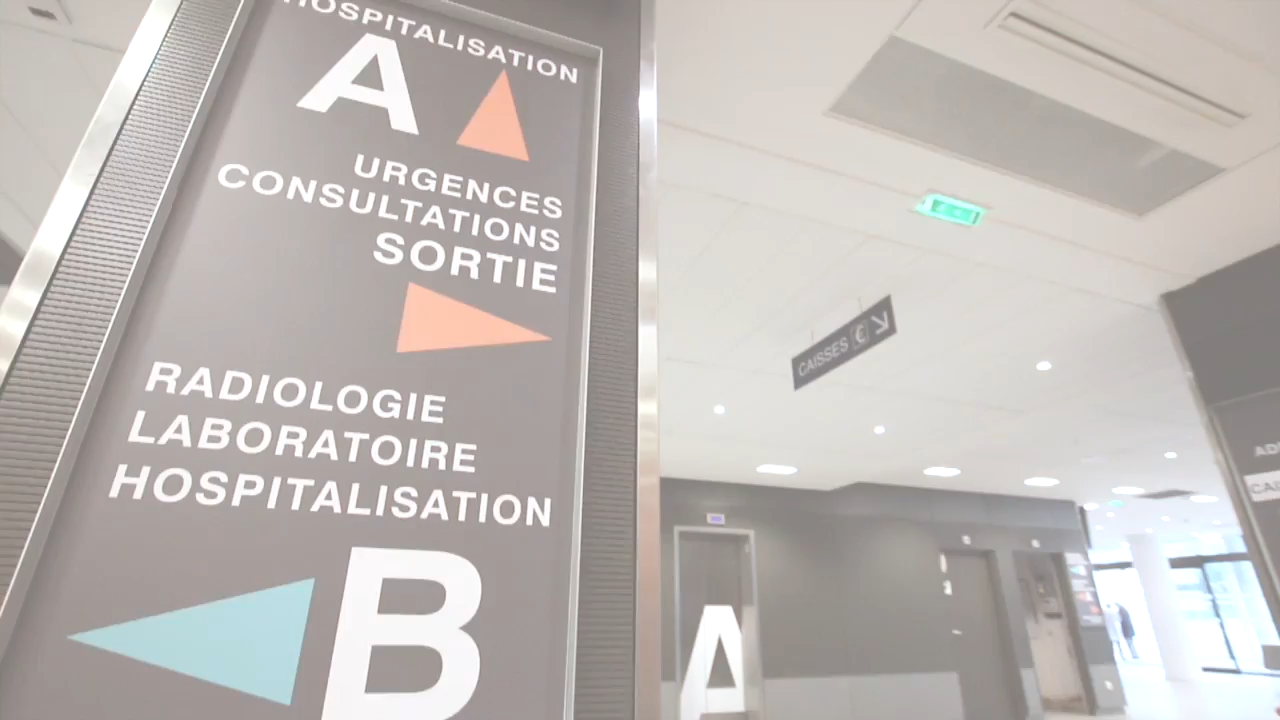 HOSPITALISATION
A
URGENCES
CONSULTATIONS
SORTIE
RADIOLOGIE
LABORATOIRE
HOSPITALISATION
B
CAISSES €
A